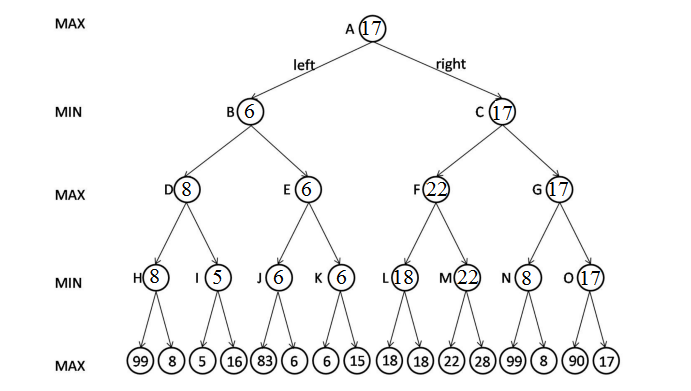 MAX A 17
left right
MIN B 6 C 17
MAX D 8 E 6 F 22 G 17
MIN H 8 I 5 J 6 K 6 L 18 M 22 N 8 O 17
MAX 99 8 5 16 83 6 6 15 18 18 22 28 99 8 90 17